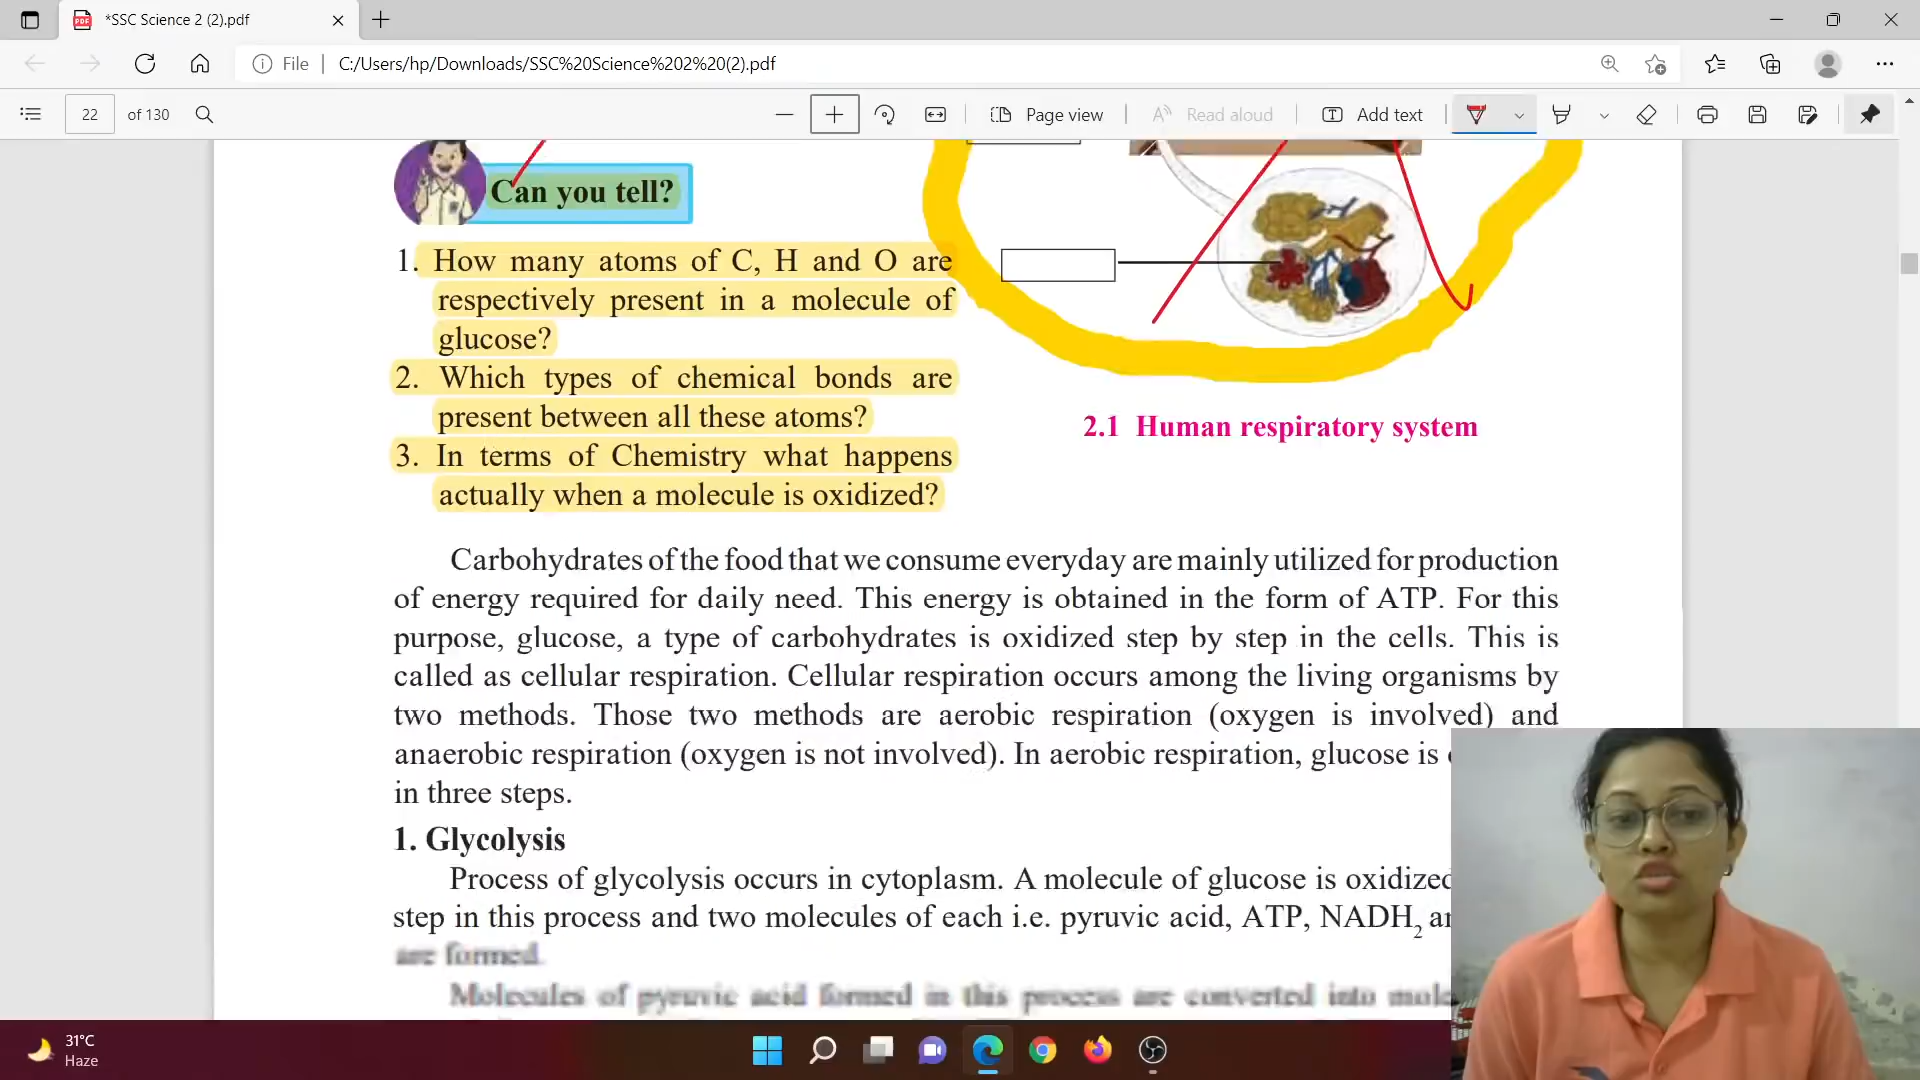 *SSC Science 2 (2).pdf
File
C:/Users/hp/Downloads/SSC%20Science%202%20(2).pdf
22 of 130
Page view
Read aloud
Add text
Can you tell?
1. How many atoms of C, H and O are
respectively present in a molecule of
glucose?
2. Which types of chemical bonds are
present between all these atoms?
3. In terms of Chemistry what happens
actually when a molecule is oxidized?
2.1 Human respiratory system
Carbohydrates of the food that we consume everyday are mainly utilized for production
of energy required for daily need. This energy is obtained in the form of ATP. For this
purpose, glucose, a type of carbohydrates is oxidized step by step in the cells. This is
called as cellular respiration. Cellular respiration occurs among the living organisms by
two methods. Those two methods are aerobic respiration (oxygen is involved) and
anaerobic respiration (oxygen is not involved). In aerobic respiration, glucose is
in three steps.
1. Glycolysis
Process of glycolysis occurs in cytoplasm. A molecule of glucose is oxidized
step in this process and two molecules of each i.e. pyruvic acid, ATP, NADH₂
are formed.
Molecules of pyruvic acid formed in this process are converted into
31°C
Haze